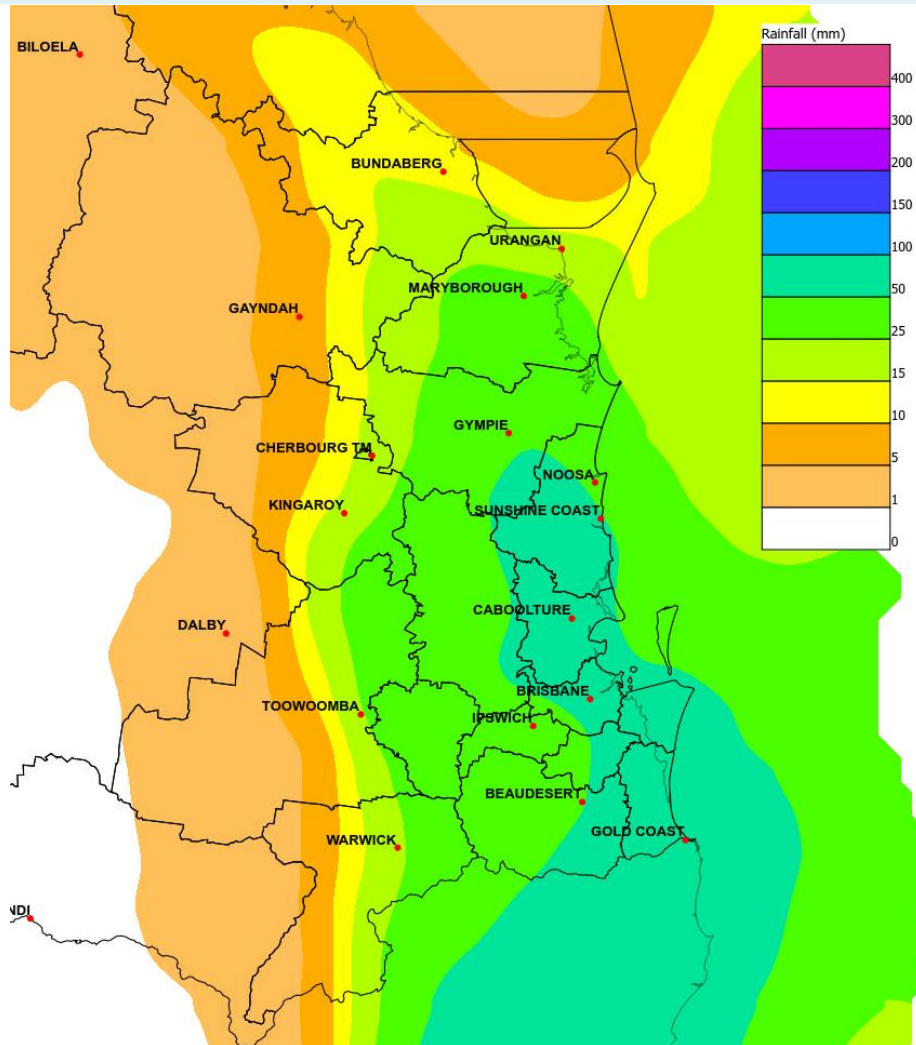 BILOELA
Rainfall (mm)
400
300
200
150
100
50
25
15
10
5
1
0
BUNDABERG
URANGAN
MARYBOROUGH
GAYNDAH
GYMPIE
CHERBOURG TM
NOOSA
KINGAROY
SUNSHINE COAST
CABOOLTURE
DALBY
BRISBANE
TOOWOOMBA
IPSWICH
BEAUDESERT
GOLD COAST
WARWICK
NDI